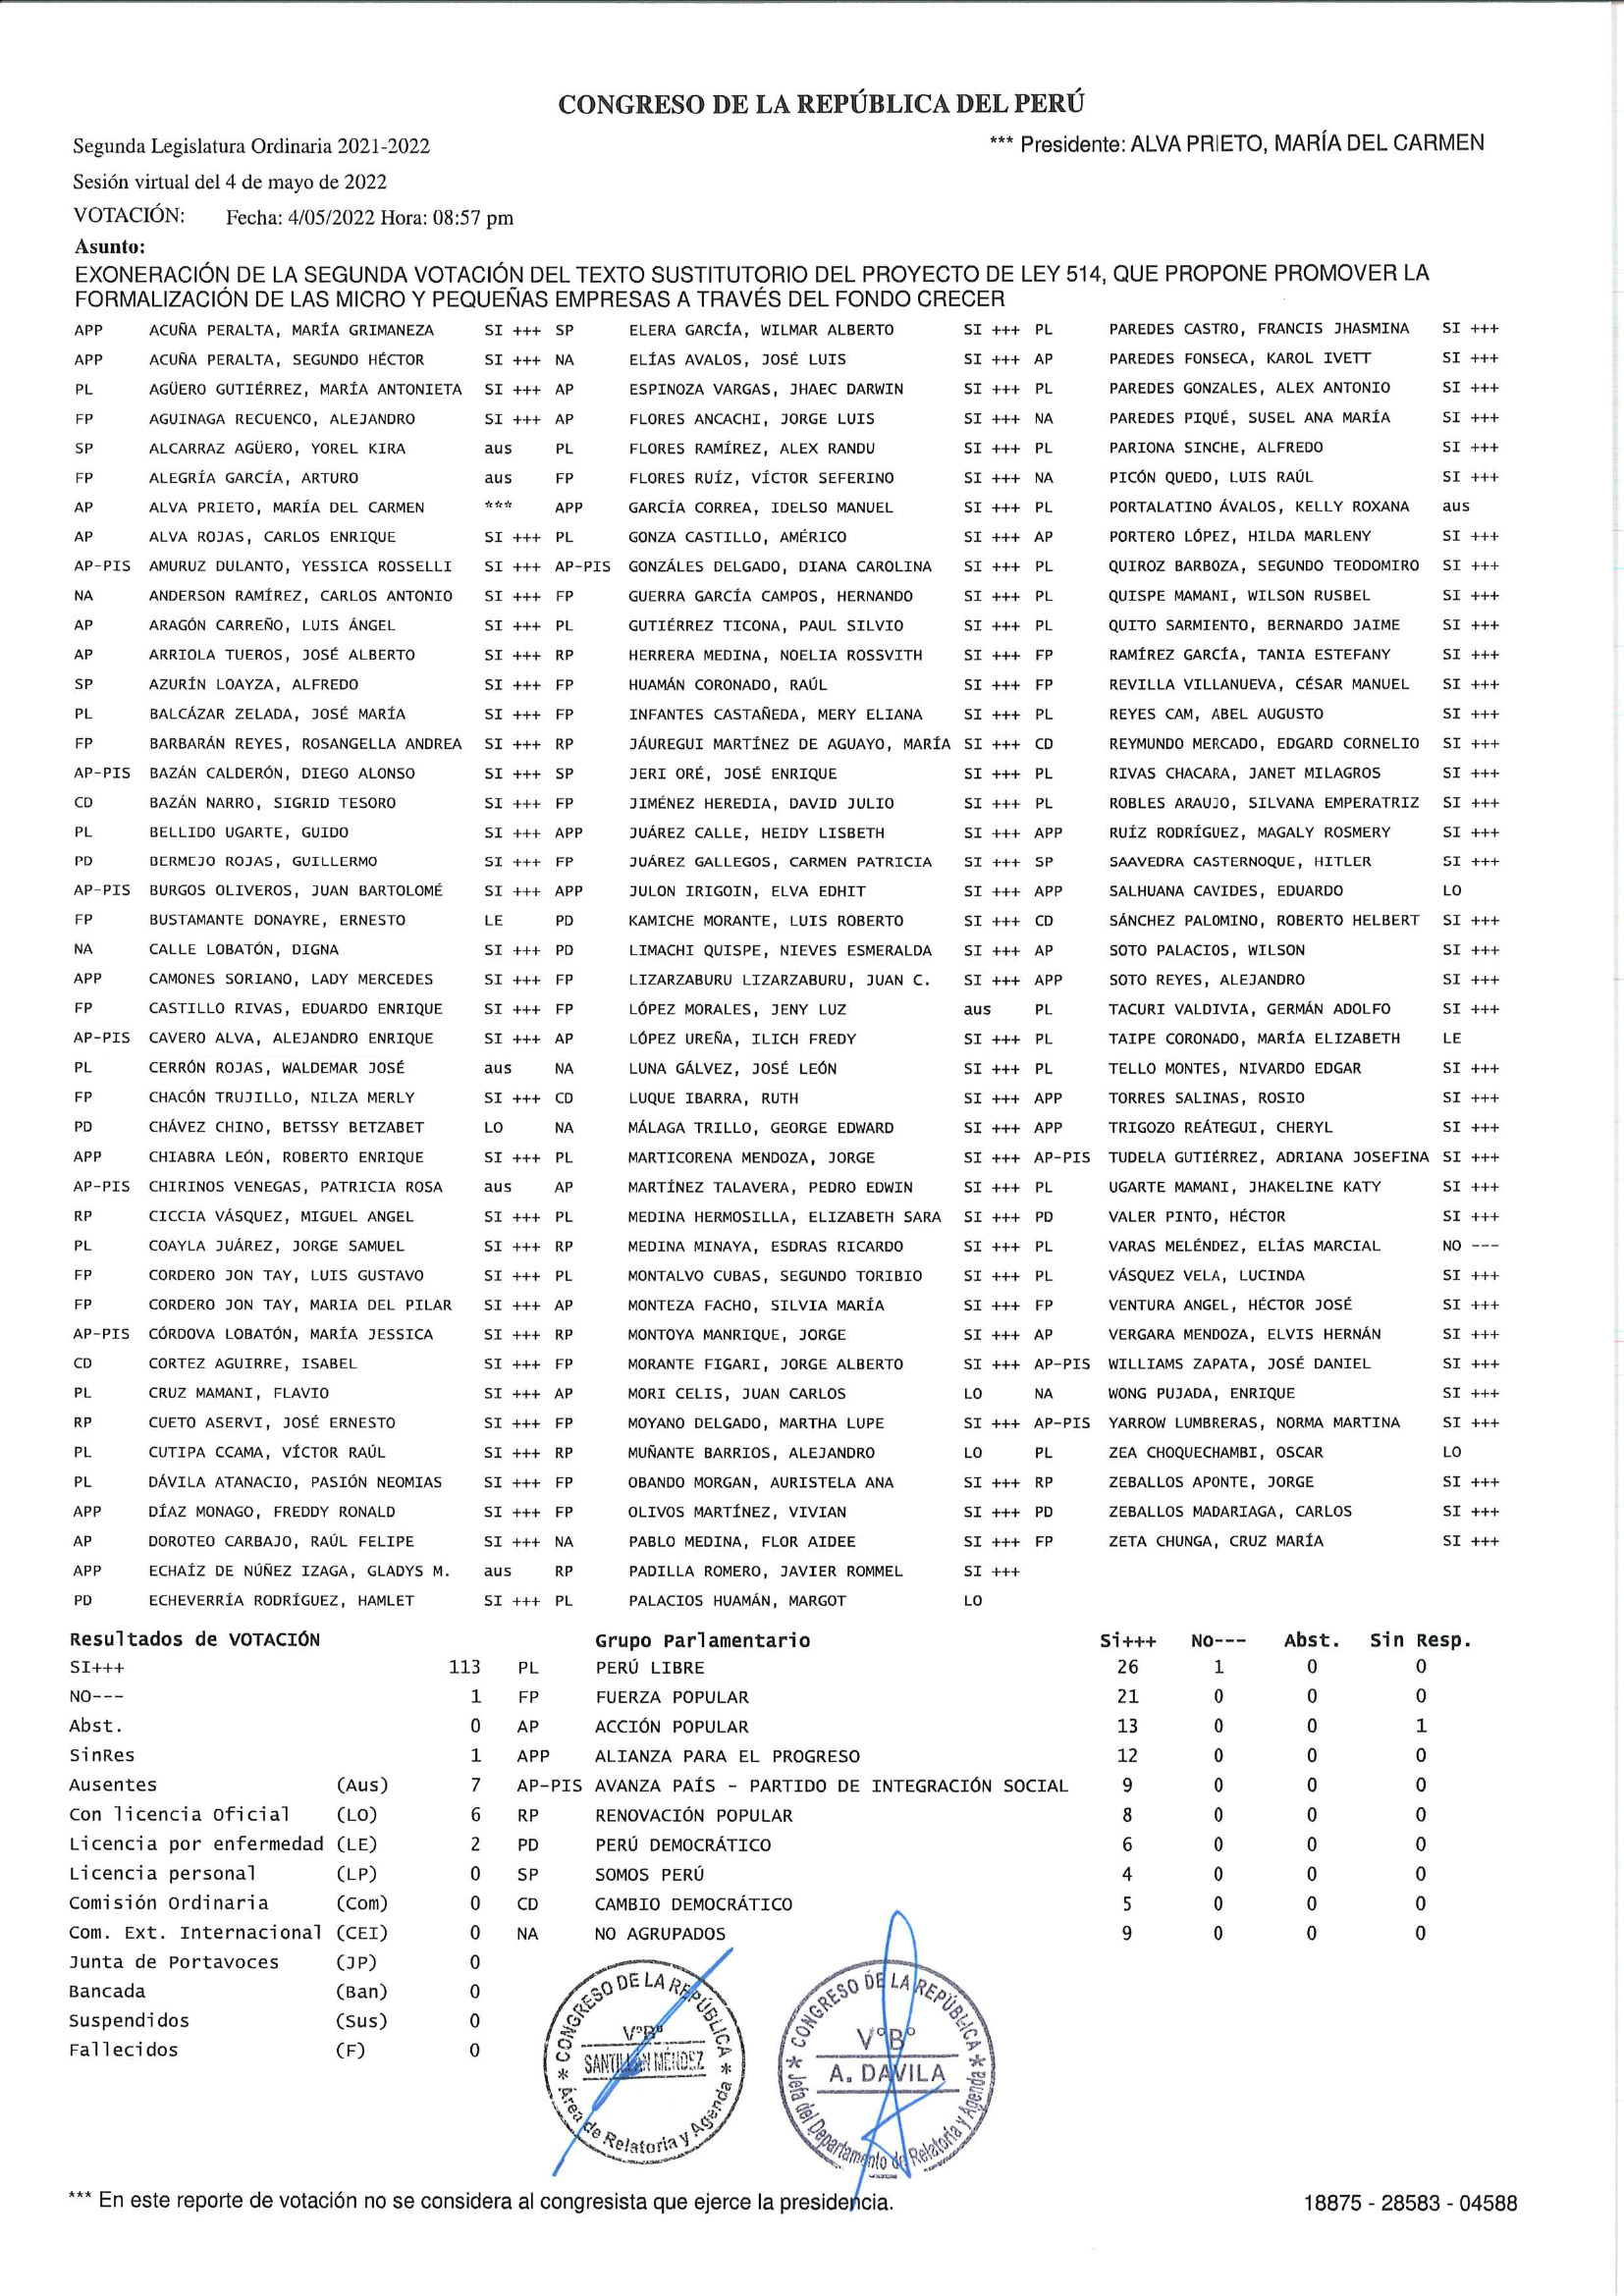 CONGRESO DE LA REPÚBLICA DEL PERÚ
Segunda Legislatura Ordinaria 2021-2022 *** Presidente: ALVA PRIETO, MARÍA DEL CARMEN
Sesión virtual del 4 de mayo de 2022
VOTACIÓN: Fecha: 4/05/2022 Hora: 08:57 pm
Asunto:
EXONERACIÓN DE LA SEGUNDA VOTACIÓN DEL TEXTO SUSTITUTORIO DEL PROYECTO DE LEY 514, QUE PROPONE PROMOVER LA
FORMALIZACIÓN DE LAS MICRO Y PEQUEÑAS EMPRESAS A TRAVÉS DEL FONDO CRECER
APP ACUÑA PERALTA, MARÍA GRIMANEZA SI +++ SP ELERA GARCÍA, WILMAR ALBERTO SI +++ PL PAREDES CASTRO, FRANCIS JHASMINA SI +++
APP ACUÑA PERALTA, SEGUNDO HÉCTOR SI +++ NA ELÍAS AVALOS, JOSÉ LUIS SI +++ AP PAREDES FONSECA, KAROL IVETT SI +++
PL AGÜERO GUTIÉRREZ, MARÍA ANTONIETA SI +++ AP ESPINOZA VARGAS, JHAEC DARWIN SI +++ PL PAREDES GONZALES, ALEX ANTONIO SI +++
FP AGUINAGA RECUENCO, ALEJANDRO SI +++ AP FLORES ANCACHI, JORGE LUIS SI +++ NA PAREDES PIQUÉ, SUSEL ANA MARÍA SI +++
SP ALCARRAZ AGÜERO, YOREL KIRA aus PL FLORES RAMÍREZ, ALEX RANDU SI +++ PL PARIONA SINCHE, ALFREDO SI +++
FP ALEGRÍA GARCÍA, ARTURO aus FP FLORES RUÍZ, VÍCTOR SEFERINO SI +++ NA PICÓN QUEDO, LUIS RAÚL SI +++
AP ALVA PRIETO, MARÍA DEL CARMEN *** APP GARCÍA CORREA, IDELSO MANUEL SI +++ PL PORTALATINO ÁVALOS, KELLY ROXANA aus
AP ALVA ROJAS, CARLOS ENRIQUE SI +++ PL GONZA CASTILLO, AMÉRICO SI +++ AP PORTERO LÓPEZ, HILDA MARLENY SI +++
AP-PIS AMURUZ DULANTO, YESSICA ROSSELLI SI +++ AP-PIS GONZÁLES DELGADO, DIANA CAROLINA SI +++ PL QUIROZ BARBOZA, SEGUNDO TEODOMIRO SI +++
NA ANDERSON RAMÍREZ, CARLOS ANTONIO SI +++ FP GUERRA GARCÍA CAMPOS, HERNANDO SI +++ PL QUISPE MAMANI, WILSON RUSBEL SI +++
AP ARAGÓN CARREÑO, LUIS ÁNGEL SI +++ PL GUTIÉRREZ TICONA, PAUL SILVIO SI +++ PL QUITO SARMIENTO, BERNARDO JAIME SI +++
AP ARRIOLA TUEROS, JOSÉ ALBERTO SI +++ RP HERRERA MEDINA, NOELIA ROSSVITH SI +++ FP RAMÍREZ GARCÍA, TANIA ESTEFANY SI +++
SP AZURÍN LOAYZA, ALFREDO SI +++ FP HUAMÁN CORONADO, RAÚL SI +++ FP REVILLA VILLANUEVA, CÉSAR MANUEL SI +++
PL BALCÁZAR ZELADA, JOSÉ MARÍA SI +++ FP INFANTES CASTAÑEDA, MERY ELIANA SI +++ PL REYES CAM, ABEL AUGUSTO SI +++
FP BARBARÁN REYES, ROSANGELLA ANDREA SI +++ RP JÁUREGUI MARTÍNEZ DE AGUAYO, MARÍA SI +++ CD REYMUNDO MERCADO, EDGARD CORNELIO SI +++
AP-PIS BAZÁN CALDERÓN, DIEGO ALONSO SI +++ SP JERI ORÉ, JOSÉ ENRIQUE SI +++ PL RIVAS CHACARA, JANET MILAGROS SI +++
CD BAZÁN NARRO, SIGRID TESORO SI +++ FP JIMÉNEZ HEREDIA, DAVID JULIO SI +++ PL ROBLES ARAUJO, SILVANA EMPERATRIZ SI +++
PL BELLIDO UGARTE, GUIDO SI +++ APP JUÁREZ CALLE, HEIDY LISBETH SI +++ APP RUÍZ RODRÍGUEZ, MAGALY ROSMERY SI +++
PD BERMEJO ROJAS, GUILLERMO SI +++ FP JUÁREZ GALLEGOS, CARMEN PATRICIA SI +++ SP SAAVEDRA CASTERNOQUE, HITLER SI +++
AP-PIS BURGOS OLIVEROS, JUAN BARTOLOMÉ SI +++ APP JULON IRIGOIN, ELVA EDHIT SI +++ APP SALHUANA CAVIDES, EDUARDO LO
FP BUSTAMANTE DONAYRE, ERNESTO LE PD KAMICHE MORANTE, LUIS ROBERTO SI +++ CD SÁNCHEZ PALOMINO, ROBERTO HELBERT SI +++
NA CALLE LOBATÓN, DIGNA SI +++ PD LIMACHI QUISPE, NIEVES ESMERALDA SI +++ AP SOTO PALACIOS, WILSON SI +++
APP CAMONES SORIANO, LADY MERCEDES SI +++ FP LIZARZABURU LIZARZABURU, JUAN C. SI +++ APP SOTO REYES, ALEJANDRO SI +++
FP CASTILLO RIVAS, EDUARDO ENRIQUE SI +++ FP LÓPEZ MORALES, JENY LUZ aus PL TACURI VALDIVIA, GERMÁN ADOLFO SI +++
AP-PIS CAVERO ALVA, ALEJANDRO ENRIQUE SI +++ AP LÓPEZ UREÑA, ILICH FREDY SI +++ PL TAIPE CORONADO, MARÍA ELIZABETH LE
PL CERRÓN ROJAS, WALDEMAR JOSÉ aus NA LUNA GÁLVEZ, JOSÉ LEÓN SI +++ PL TELLO MONTES, NIVARDO EDGAR SI +++
FP CHACÓN TRUJILLO, NILZA MERLY SI +++ CD LUQUE IBARRA, RUTH SI +++ APP TORRES SALINAS, ROSIO SI +++
PD CHÁVEZ CHINO, BETSSY BETZABET LO NA MÁLAGA TRILLO, GEORGE EDWARD SI +++ APP TRIGOZO REÁTEGUI, CHERYL SI +++
APP CHIABRA LEÓN, ROBERTO ENRIQUE SI +++ PL MARTICORENA MENDOZA, JORGE SI +++ AP-PIS TUDELA GUTIÉRREZ, ADRIANA JOSEFINA SI +++
AP-PIS CHIRINOS VENEGAS, PATRICIA ROSA aus AP MARTÍNEZ TALAVERA, PEDRO EDWIN SI +++ PL UGARTE MAMANI, JHAKELINE KATY SI +++
RP CICCIA VÁSQUEZ, MIGUEL ANGEL SI +++ PL MEDINA HERMOSILLA, ELIZABETH SARA SI +++ PD VALER PINTO, HÉCTOR SI +++
PL COAYLA JUÁREZ, JORGE SAMUEL SI +++ RP MEDINA MINAYA, ESDRAS RICARDO SI +++ PL VARAS MELÉNDEZ, ELÍAS MARCIAL NO ---
FP CORDERO JON TAY, LUIS GUSTAVO SI +++ PL MONTALVO CUBAS, SEGUNDO TORIBIO SI +++ PL VÁSQUEZ VELA, LUCINDA SI +++
FP CORDERO JON TAY, MARIA DEL PILAR SI +++ AP MONTEZA FACHO, SILVIA MARÍA SI +++ FP VENTURA ANGEL, HÉCTOR JOSÉ SI +++
AP-PIS CÓRDOVA LOBATÓN, MARÍA JESSICA SI +++ RP MONTOYA MANRIQUE, JORGE SI +++ AP VERGARA MENDOZA, ELVIS HERNÁN SI +++
CD CORTEZ AGUIRRE, ISABEL SI +++ FP MORANTE FIGARI, JORGE ALBERTO SI +++ AP-PIS WILLIAMS ZAPATA, JOSÉ DANIEL SI +++
PL CRUZ MAMANI, FLAVIO SI +++ AP MORI CELIS, JUAN CARLOS LO NA WONG PUJADA, ENRIQUE SI +++
RP CUETO ASERVI, JOSÉ ERNESTO SI +++ FP MOYANO DELGADO, MARTHA LUPE SI +++ AP-PIS YARROW LUMBRERAS, NORMA MARTINA SI +++
PL CUTIPA CCAMA, VÍCTOR RAÚL SI +++ RP MUÑANTE BARRIOS, ALEJANDRO LO PL ZEA CHOQUECHAMBI, OSCAR LO
PL DÁVILA ATANACIO, PASIÓN NEOMIAS SI +++ FP OBANDO MORGAN, AURISTELA ANA SI +++ RP ZEBALLOS APONTE, JORGE SI +++
APP DÍAZ MONAGO, FREDDY RONALD SI +++ FP OLIVOS MARTÍNEZ, VIVIAN SI +++ PD ZEBALLOS MADARIAGA, CARLOS SI +++
AP DOROTEO CARBAJO, RAÚL FELIPE SI +++ NA PABLO MEDINA, FLOR AIDEE SI +++ FP ZETA CHUNGA, CRUZ MARÍA SI +++
APP ECHAÍZ DE NÚÑEZ IZAGA, GLADYS M. aus RP PADILLA ROMERO, JAVIER ROMMEL SI +++
PD ECHEVERRÍA RODRÍGUEZ, HAMLET SI +++ PL PALACIOS HUAMÁN, MARGOT LO
Resultados de VOTACIÓN Grupo Parlamentario Si+++ No--- Abst. Sin Resp.
SI+++ 113 PL PERÚ LIBRE 26 1 0 0
NO--- 1 FP FUERZA POPULAR 21 0 0 0
Abst. 0 AP ACCIÓN POPULAR 13 0 0 1
SinRes 1 APP ALIANZA PARA EL PROGRESO 12 0 0 0
Ausentes (Aus) 7 AP-PIS AVANZA PAÍS - PARTIDO DE INTEGRACIÓN SOCIAL 9 0 0 0
Con licencia Oficial (LO) 6 RP RENOVACIÓN POPULAR 8 0 0 0
Licencia por enfermedad (LE) 2 PD PERÚ DEMOCRÁTICO 6 0 0 0
Licencia personal (LP) 0 SP SOMOS PERÚ 4 0 0 0
Comisión Ordinaria (Com) 0 CD CAMBIO DEMOCRÁTICO 5 0 0 0
Com. Ext. Internacional (CEI) 0 NA NO AGRUPADOS 9 0 0 0
Junta de Portavoces (JP) 0
Bancada (Ban) 0
Suspendidos (Sus) 0
Fallecidos (F) 0
* CONGRESO DE LA REPÚBLICA *
V°B°
SANTILLÁN MÉNDEZ
Área de Relatoría y Agenda
* CONGRESO DE LA REPÚBLICA *
V°B°
A. DAVILA
Jefa del Departamento de Relatoría y Agenda
*** En este reporte de votación no se considera al congresista que ejerce la presidencia. 18875 - 28583 - 04588